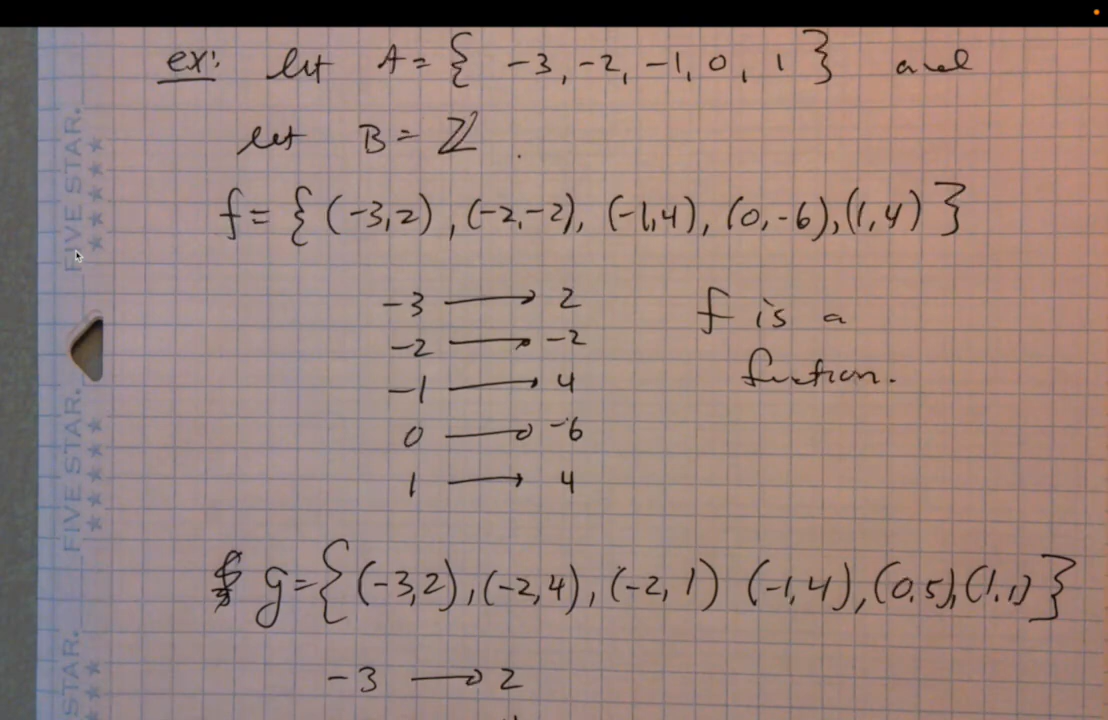 ex: let A = { -3, -2, -1, 0, 1 } and
let B = ℤ.
f = { (-3,2), (-2,-2), (-1,4), (0,-6), (1,4) }
-3 → 2
-2 → -2
-1 → 4
0 → -6
1 → 4
f is a
function.
g = { (-3,2), (-2,4), (-2, 1) (-1,4), (0,5), (1,1) }
-3 → 2
FIVE STAR.
FIVE STAR.
STAR.